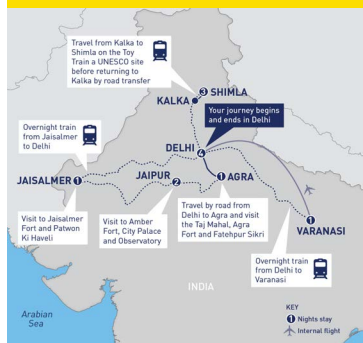 Travel from Kalka to
Shimla on the Toy
Train a UNESCO site
before returning to
Kalka by road transfer
3 SHIMLA
KALKA
Your journey begins
and ends in Delhi
Overnight train
from Jaisalmer
to Delhi
DELHI
4
JAISALMER 1
JAIPUR
2
1 AGRA
Visit to Jaisalmer
Fort and Patwon
Ki Haveli
Visit to Amber
Fort, City Palace
and Observatory
Travel by road from
Delhi to Agra and visit
the Taj Mahal, Agra
Fort and Fatehpur Sikri
1
VARANASI
Overnight train
from Delhi to
Varanasi
INDIA
Arabian
Sea
KEY
1 Nights stay
Internal flight